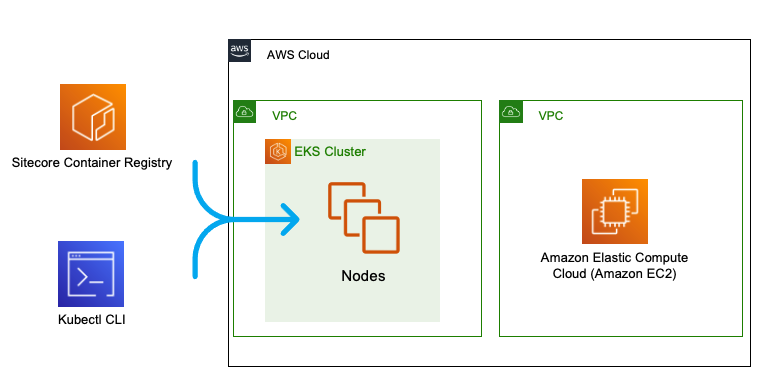 aws
AWS Cloud
VPC
VPC
EKS Cluster
Sitecore Container Registry
Nodes
Amazon Elastic Compute
Cloud (Amazon EC2)
Kubectl CLI